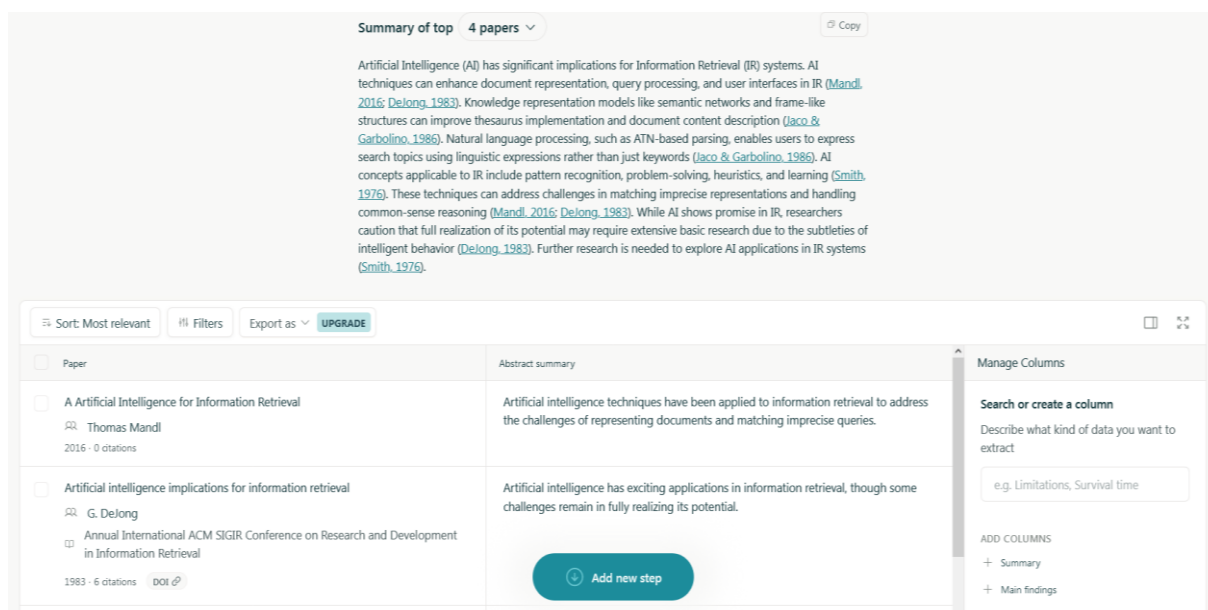 Summary of top 4 papers
Copy
Artificial Intelligence (AI) has significant implications for Information Retrieval (IR) systems. AI
techniques can enhance document representation, query processing, and user interfaces in IR (Mandl,
2016; DeJong, 1983). Knowledge representation models like semantic networks and frame-like
structures can improve thesaurus implementation and document content description (Jaco &
Garbolino, 1986). Natural language processing, such as ATN-based parsing, enables users to express
search topics using linguistic expressions rather than just keywords (Jaco & Garbolino, 1986). AI
concepts applicable to IR include pattern recognition, problem-solving, heuristics, and learning (Smith,
1976). These techniques can address challenges in matching imprecise representations and handling
common-sense reasoning (Mandl, 2016; DeJong, 1983). While AI shows promise in IR, researchers
caution that full realization of its potential may require extensive basic research due to the subtleties of
intelligent behavior (DeJong, 1983). Further research is needed to explore AI applications in IR systems
(Smith, 1976).
Sort: Most relevant
Filters
Export as
UPGRADE
Paper
Abstract summary
Manage Columns
A Artificial Intelligence for Information Retrieval
Thomas Mandl
2016 - 0 citations
Artificial intelligence techniques have been applied to information retrieval to address
the challenges of representing documents and matching imprecise queries.
Artificial intelligence implications for information retrieval
G. DeJong
Annual International ACM SIGIR Conference on Research and Development
in Information Retrieval
1983 - 6 citations DOI
Artificial intelligence has exciting applications in information retrieval, though some
challenges remain in fully realizing its potential.
Add new step
Search or create a column
Describe what kind of data you want to
extract
e.g. Limitations, Survival time
ADD COLUMNS
+ Summary
+ Main findings